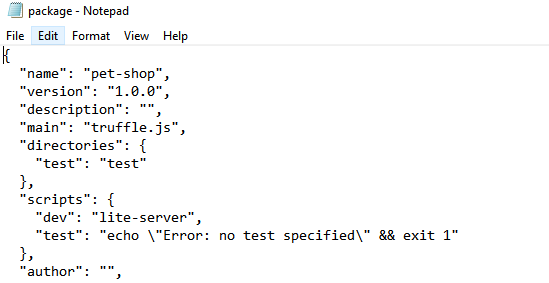 package - Notepad
File Edit Format View Help
{
  "name": "pet-shop",
  "version": "1.0.0",
  "description": "",
  "main": "truffle.js",
  "directories": {
    "test": "test"
  },
  "scripts": {
    "dev": "lite-server",
    "test": "echo \"Error: no test specified\" && exit 1"
  },
  "author": "",